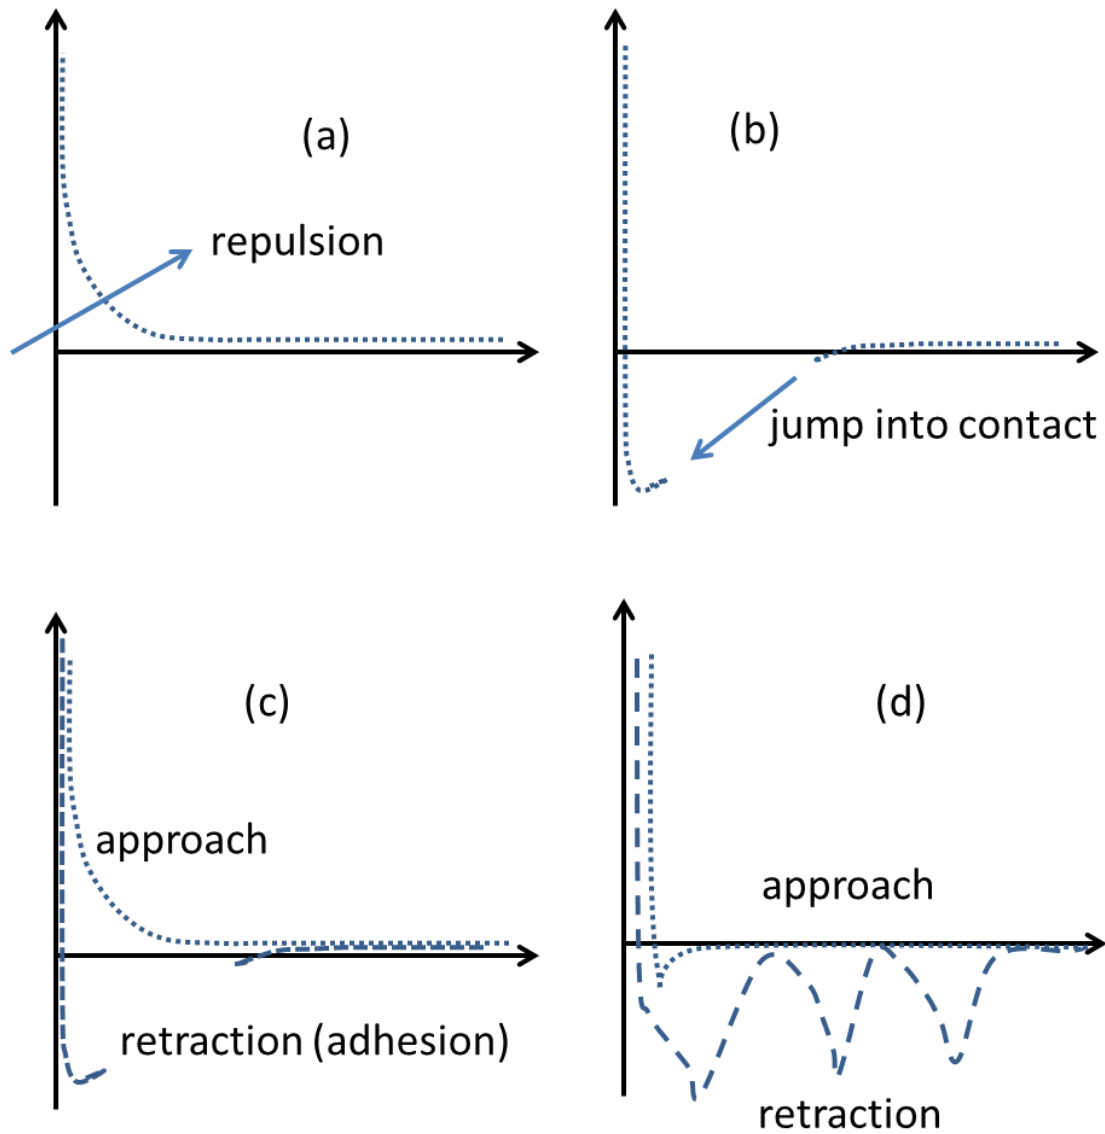 (a)
repulsion
(b)
jump into contact
(c)
approach
retraction (adhesion)
(d)
approach
retraction